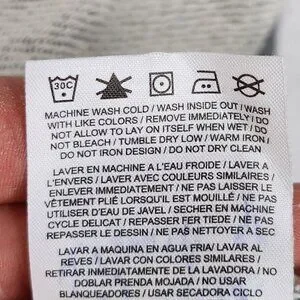 30C
MACHINE WASH COLD / WASH INSIDE OUT / WASH
WITH LIKE COLORS / REMOVE IMMEDIATELY / DO
NOT ALLOW TO LAY ON ITSELF WHEN WET / DO
NOT BLEACH / TUMBLE DRY LOW / WARM IRON /
DO NOT IRON DESIGN / DO NOT DRY CLEAN
LAVER EN MACHINE A L'EAU FROIDE / LAVER A
L'ENVERS / LAVER AVEC COULEURS SIMILAIRES /
ENLEVER IMMEDIATEMENT / NE PAS LAISSER LE
VÊTEMENT PLIÉ LORSQU'IL EST MOUILLÉ / NE PAS
UTILISER D'EAU DE JAVEL / SECHER EN MACHINE
CYCLE DELICAT / REPASSER FER TIEDE / NE PAS
REPASSER LE DESSIN / NE PAS NETTOYER A SEC
LAVAR A MAQUINA EN AGUA FRIA/ LAVAR AL
REVES / LAVAR CON COLORES SIMILARES /
RETIRAR INMEDIATAMENTE DE LA LAVADORA / NO
DOBLAR PRENDA MOJADA / NO USAR
BLANQUEADORES / USAR SECADORA CICLO